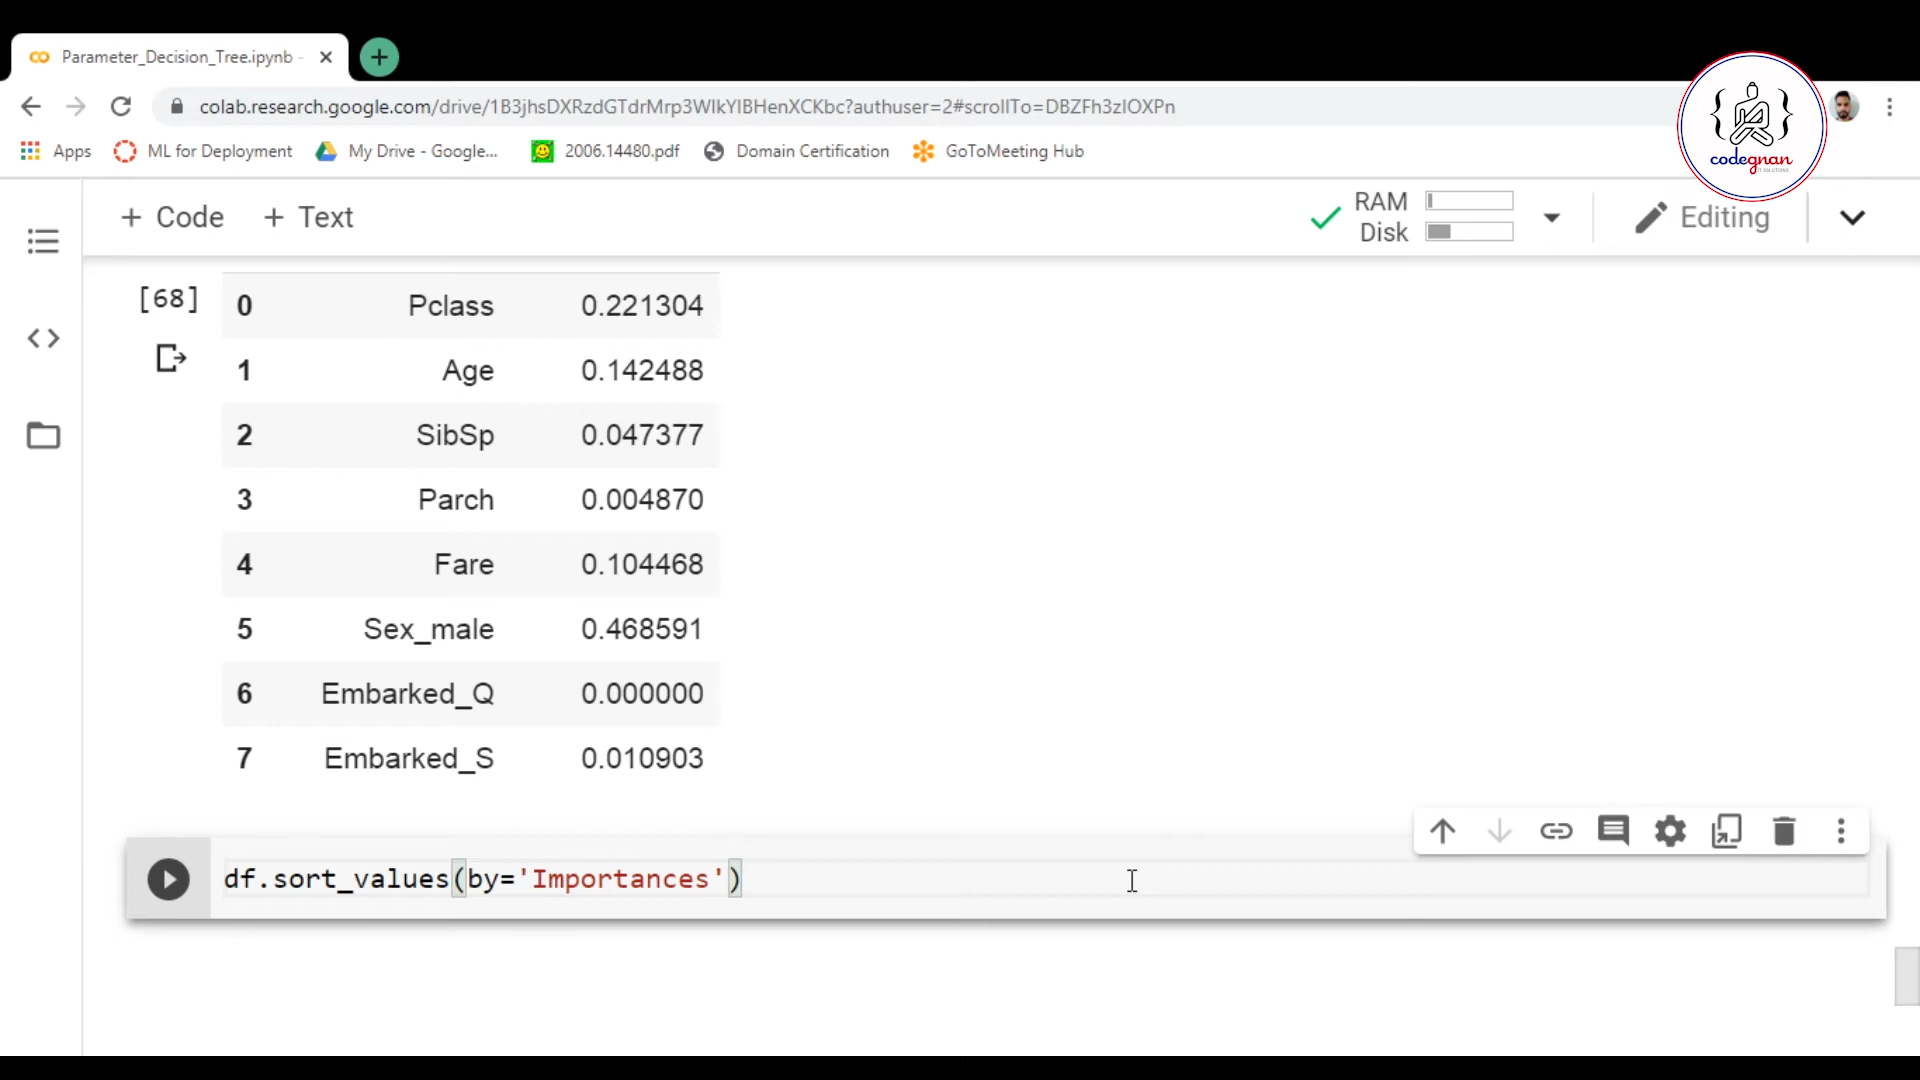 Parameter_Decision_Tree.ipynb -
colab.research.google.com/drive/1B3jhsDXRzdGTdrMrp3WIkYIBHenXCKbc?authuser=2#scrollTo=DBZFh3zIOXPn
Apps
ML for Deployment
My Drive - Google...
2006.14480.pdf
Domain Certification
GoToMeeting Hub
codegnan
IT SOLUTIONS
+ Code
+ Text
RAM
Disk
Editing
[68]
0 Pclass 0.221304
1 Age 0.142488
2 SibSp 0.047377
3 Parch 0.004870
4 Fare 0.104468
5 Sex_male 0.468591
6 Embarked_Q 0.000000
7 Embarked_S 0.010903
df.sort_values(by='Importances')